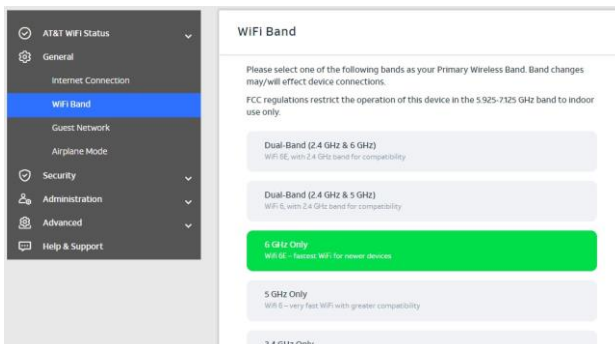 AT&T WiFi Status
General
Internet Connection
WiFi Band
Guest Network
Airplane Mode
Security
Administration
Advanced
Help & Support
WiFi Band
Please select one of the following bands as your Primary Wireless Band. Band changes
may/will effect device connections.
FCC regulations restrict the operation of this device in the 5.925-7.125 GHz band to indoor
use only.
Dual-Band (2.4 GHz & 6 GHz)
WiFi 6E, with 2.4 GHz band for compatibility
Dual-Band (2.4 GHz & 5 GHz)
WiFi 6, with 2.4 GHz band for compatibility
6 GHz Only
Wifi 6E – fastest WiFi for newer devices
5 GHz Only
Wifi 6 – very fast WiFi with greater compatibility
2.4 GHz Only